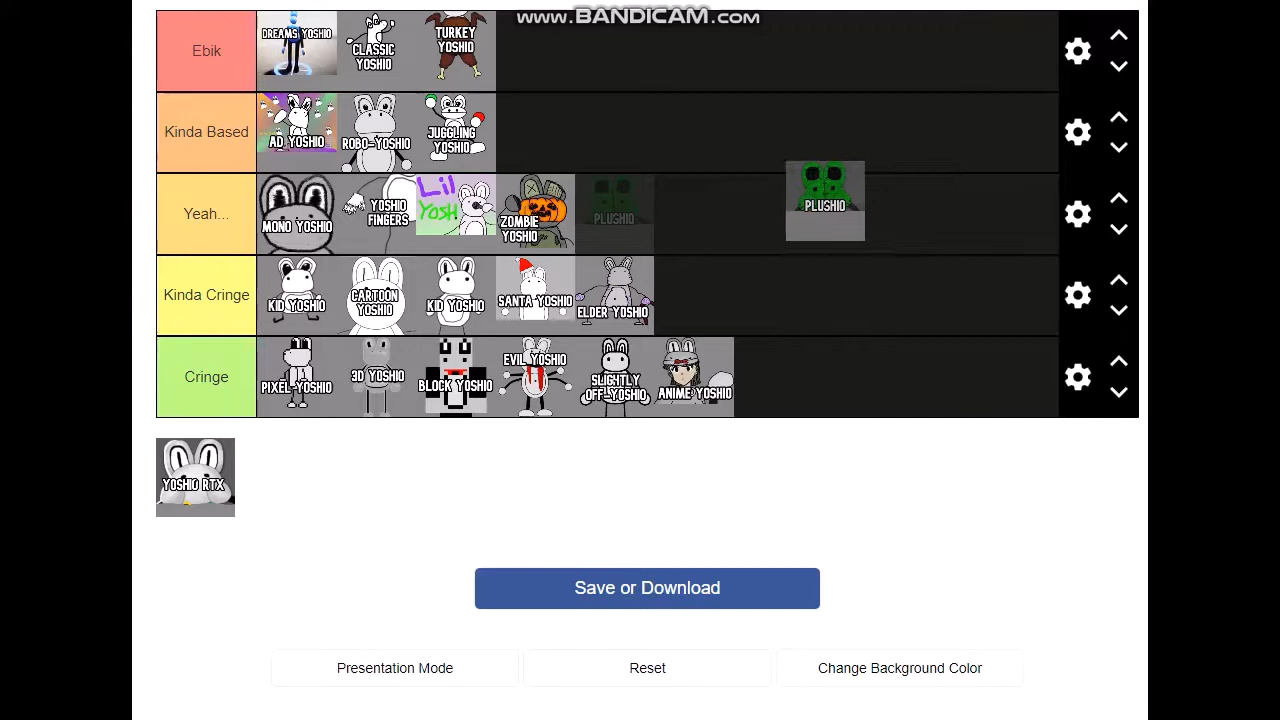 www.BANDICAM.com
Ebik
DREAMS YOSHIO
CLASSIC
YOSHIO
TURKEY
YOSHIO
Kinda Based
AD YOSHIO
ROBO-YOSHIO
JUGGLING
YOSHIO
Yeah...
MONO YOSHIO
YOSHIO
FINGERS
Lil
YOSH
ZOMBIE
YOSHIO
PLUSHIO
PLUSHIO
Kinda Cringe
KID YOSHIO
CARTOON
YOSHIO
KID YOSHIO
SANTA YOSHIO
ELDER YOSHIO
Cringe
PIXEL-YOSHIO
3D YOSHIO
BLOCK YOSHIO
EVIL YOSHIO
SLIGHTLY
OFF-YOSHIO
ANIME YOSHIO
YOSHIO RTX
Save or Download
Presentation Mode
Reset
Change Background Color